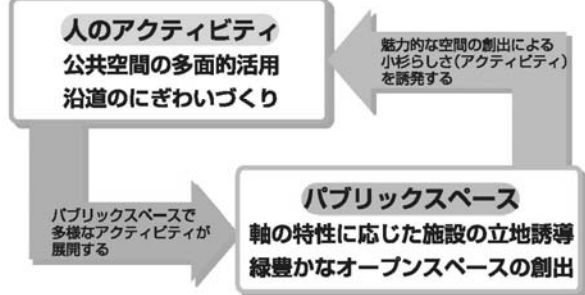 人のアクティビティ
公共空間の多面的活用
沿道のにぎわいづくり
魅力的な空間の創出による
小杉らしさ(アクティビティ)
を誘発する
パブリックスペースで
多様なアクティビティが
展開する
パブリックスペース
軸の特性に応じた施設の立地誘導
緑豊かなオープンスペースの創出